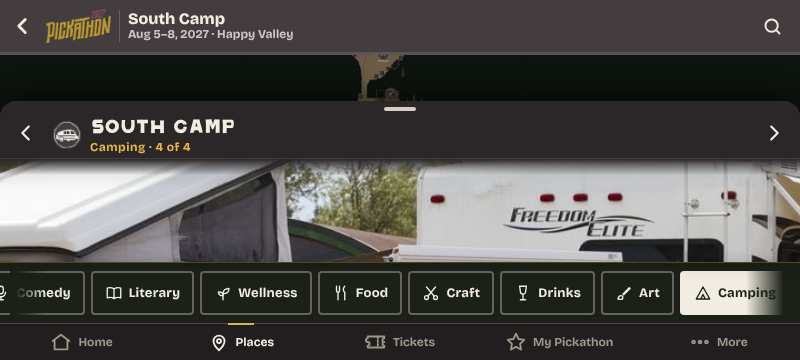 PICKATHON
South Camp
Aug 5–8, 2027 · Happy Valley
SOUTH CAMP
Camping · 4 of 4
FREEDOM
ELITE
Comedy
Literary
Wellness
Food
Craft
Drinks
Art
Camping
Home
Places
Tickets
My Pickathon
More